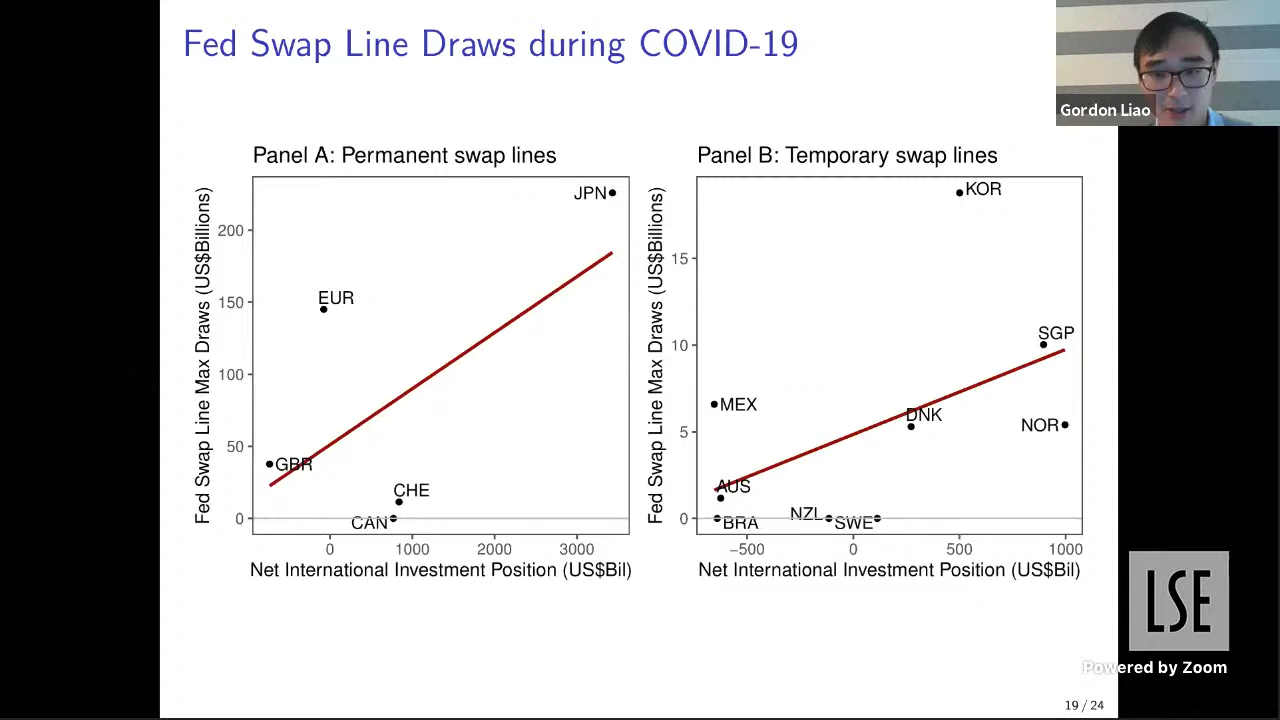 Fed Swap Line Draws during COVID-19
Gordon Liao
Panel A: Permanent swap lines
Fed Swap Line Max Draws (US$Billions)
200
150
100
50
0
JPN
EUR
GBR
CHE
CAN
0 1000 2000 3000
Net International Investment Position (US$Bil)
Panel B: Temporary swap lines
Fed Swap Line Max Draws (US$Billions)
15
10
5
0
KOR
SGP
MEX
DNK
NOR
AUS
BRA
NZL
SWE
−500 0 500 1000
Net International Investment Position (US$Bil)
LSE
Powered by Zoom
19 / 24